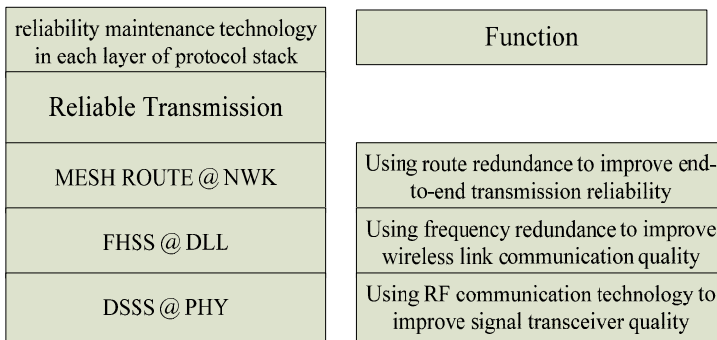 reliability maintenance technology
in each layer of protocol stack
Function
Reliable Transmission
MESH ROUTE @ NWK
Using route redundance to improve end-
to-end transmission reliability
FHSS @ DLL
Using frequency redundance to improve
wireless link communication quality
DSSS @ PHY
Using RF communication technology to
improve signal transceiver quality